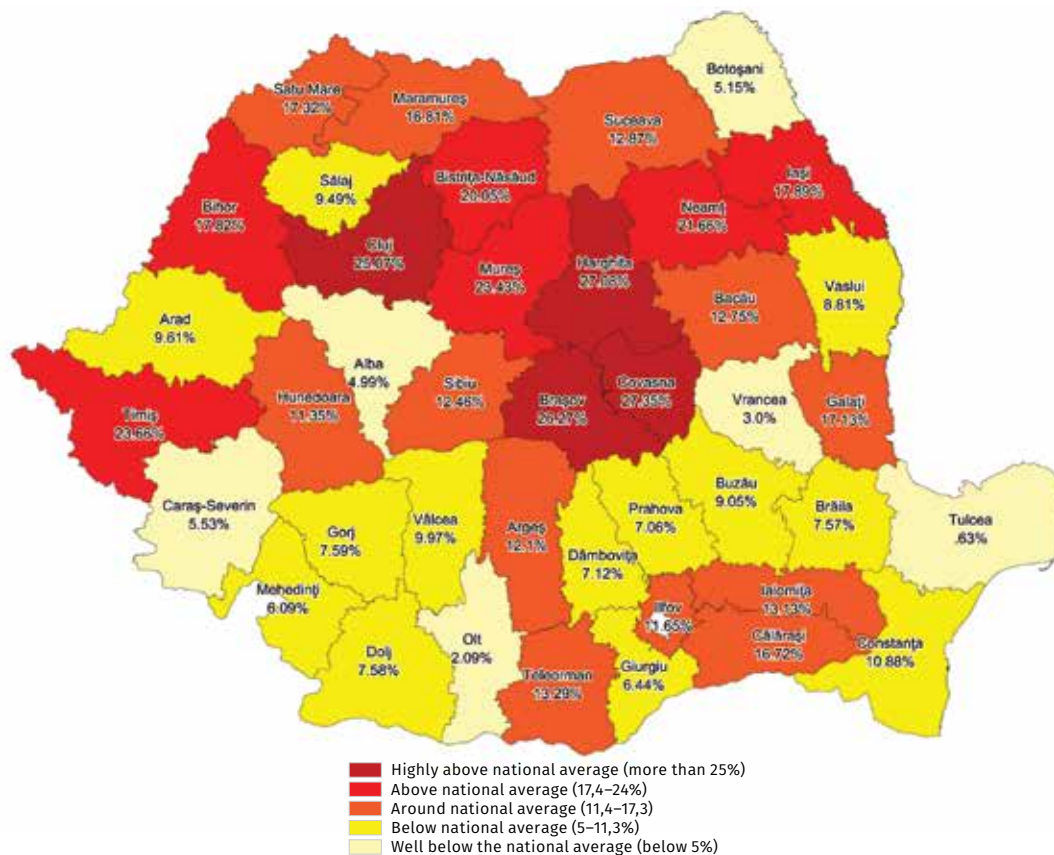 Botoşani
5.15%
Satu Mare
17.32%
Maramureş
16.81%
Suceava
12.87%
Iaşi
17.89%
Sălaj
9.49%
Bistriţa-Năsăud
20.05%
Bihor
17.82%
Neamţ
21.66%
Cluj
25.07%
Harghita
27.08%
Mureş
23.43%
Vaslui
8.81%
Bacău
12.75%
Arad
9.61%
Alba
4.99%
Sibiu
12.46%
Covasna
27.35%
Hunedoara
11.35%
Braşov
26.27%
Vrancea
3.0%
Galaţi
17.13%
Timiş
23.66%
Caraş-Severin
5.53%
Buzău
9.05%
Prahova
7.06%
Brăila
7.57%
Tulcea
.63%
Gorj
7.59%
Vâlcea
9.97%
Argeş
12.1%
Dâmboviţa
7.12%
Mehedinţi
6.09%
Ialomiţa
13.13%
Ilfov
11.65%
Călăraşi
16.72%
Constanţa
10.88%
Olt
2.09%
Dolj
7.58%
Teleorman
13.29%
Giurgiu
6.44%
Highly above national average (more than 25%)
Above national average (17,4–24%)
Around national average (11,4–17,3)
Below national average (5–11,3%)
Well below the national average (below 5%)